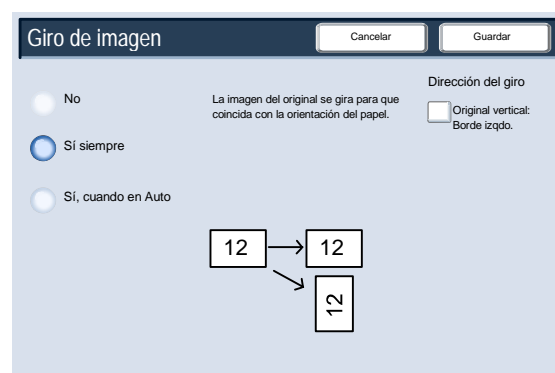 Giro de imagen
Cancelar
Guardar
No
Sí siempre
Sí, cuando en Auto
La imagen del original se gira para que
coincida con la orientación del papel.
Dirección del giro
Original vertical:
Borde izqdo.
12
12
12